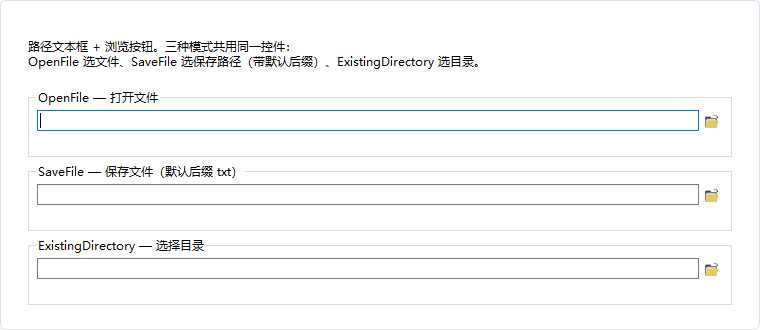 路径文本框 + 浏览按钮。三种模式共用同一控件：
OpenFile 选文件、SaveFile 选保存路径（带默认后缀）、ExistingDirectory 选目录。
OpenFile — 打开文件
SaveFile — 保存文件（默认后缀 txt）
ExistingDirectory — 选择目录